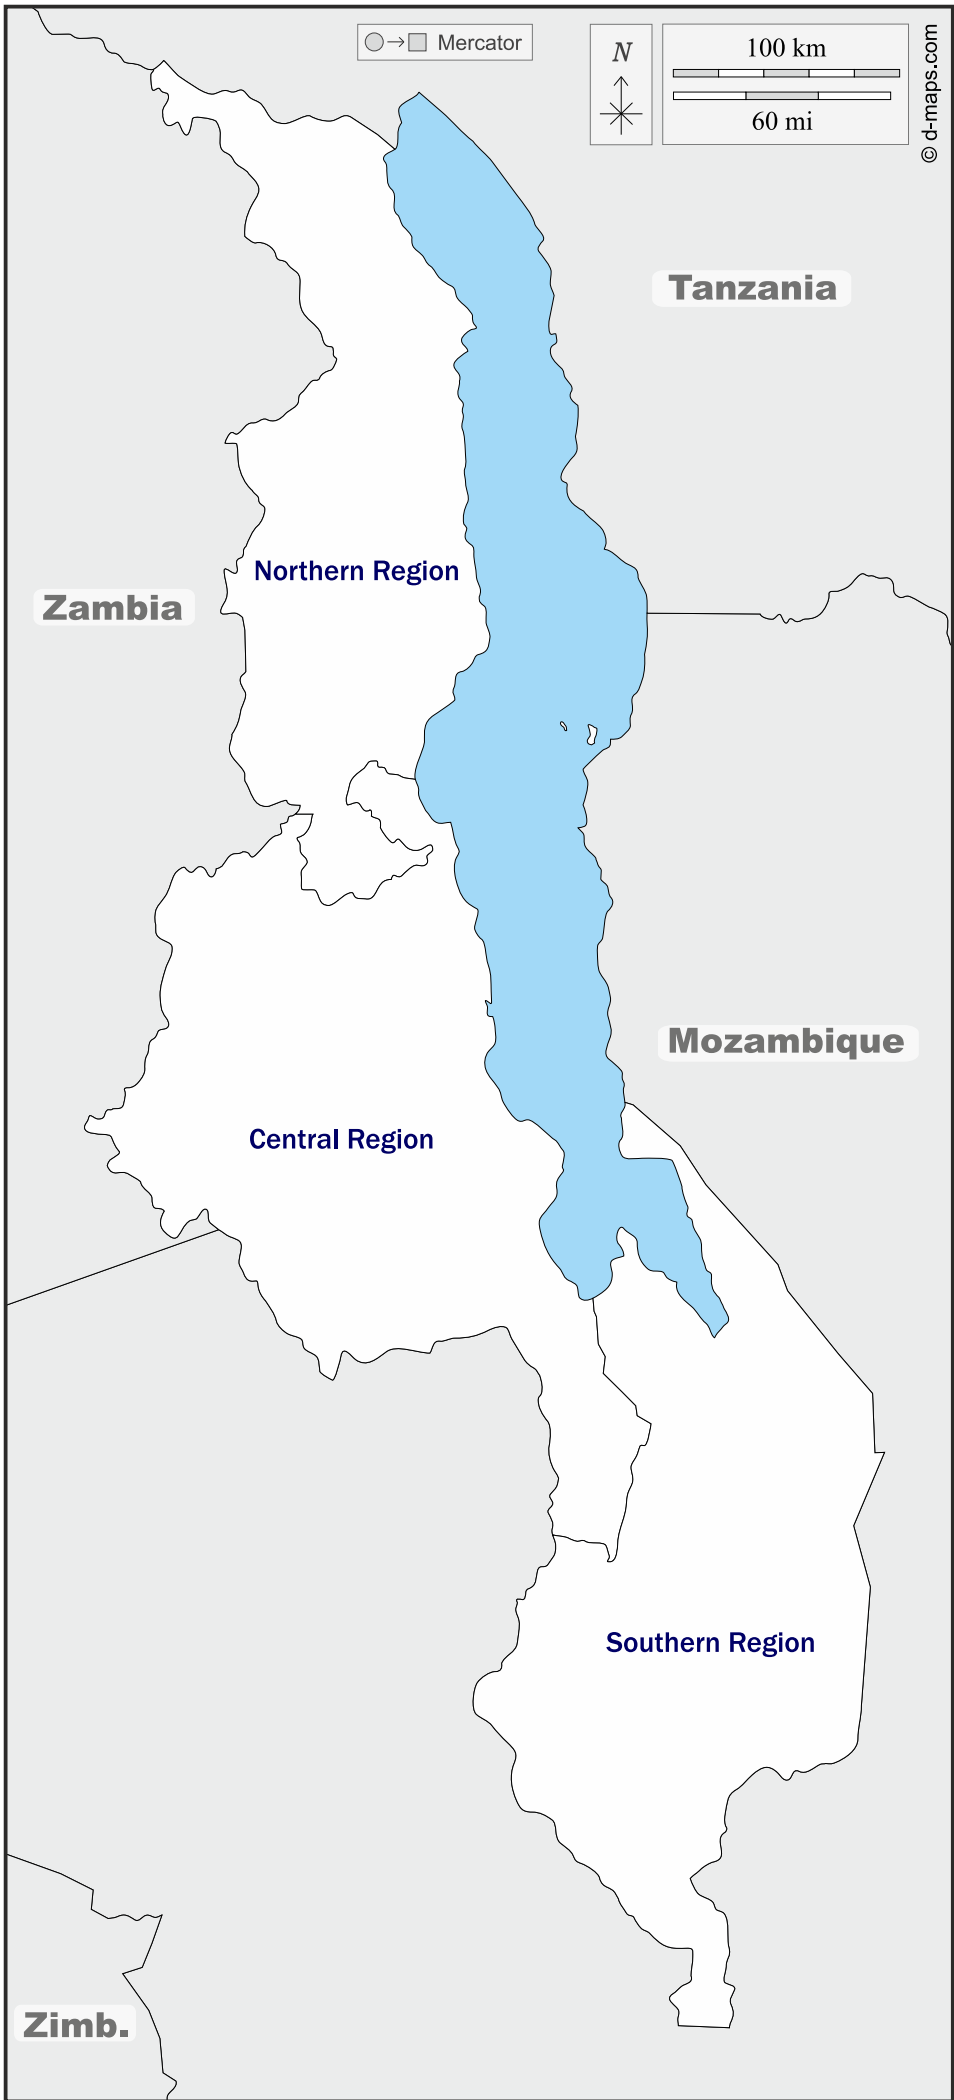 Mercator
N
100 km
60 mi
© d-maps.com
Tanzania
Northern Region
Zambia
Mozambique
Central Region
Southern Region
Zimb.